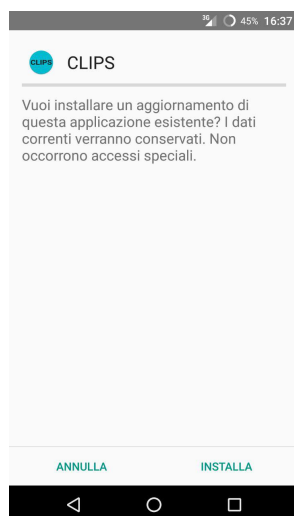 3G 45% 16:37
CLIPS CLIPS
Vuoi installare un aggiornamento di
questa applicazione esistente? I dati
correnti verranno conservati. Non
occorrono accessi speciali.
ANNULLA INSTALLA